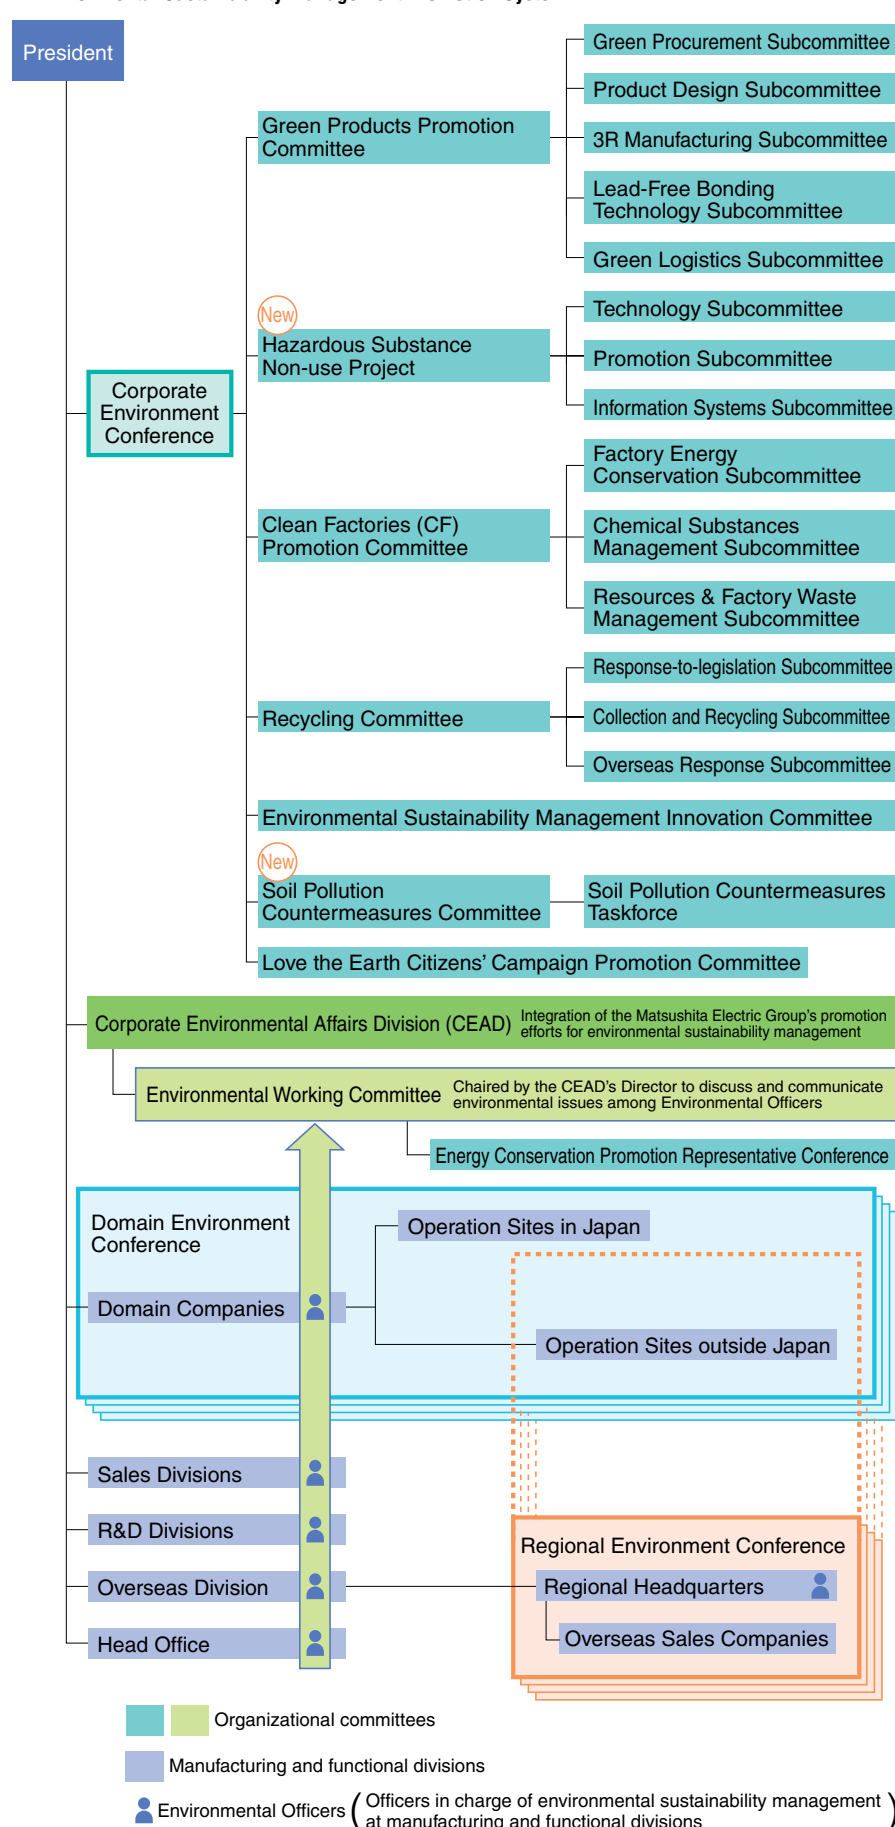 President
Green Procurement Subcommittee
Product Design Subcommittee
Green Products Promotion
Committee
3R Manufacturing Subcommittee
Lead-Free Bonding
Technology Subcommittee
Green Logistics Subcommittee
New
Hazardous Substance
Non-use Project
Technology Subcommittee
Promotion Subcommittee
Information Systems Subcommittee
Corporate
Environment
Conference
Factory Energy
Conservation Subcommittee
Clean Factories (CF)
Promotion Committee
Chemical Substances
Management Subcommittee
Resources & Factory Waste
Management Subcommittee
Response-to-legislation Subcommittee
Recycling Committee
Collection and Recycling Subcommittee
Overseas Response Subcommittee
Environmental Sustainability Management Innovation Committee
New
Soil Pollution
Countermeasures Committee
Soil Pollution Countermeasures
Taskforce
Love the Earth Citizens’ Campaign Promotion Committee
Corporate Environmental Affairs Division (CEAD)
Integration of the Matsushita Electric Group’s promotion
efforts for environmental sustainability management
Environmental Working Committee
Chaired by the CEAD’s Director to discuss and communicate
environmental issues among Environmental Officers
Energy Conservation Promotion Representative Conference
Domain Environment
Conference
Operation Sites in Japan
Domain Companies
Operation Sites outside Japan
Sales Divisions
R&D Divisions
Regional Environment Conference
Overseas Division
Regional Headquarters
Head Office
Overseas Sales Companies
Organizational committees
Manufacturing and functional divisions
Environmental Officers ( Officers in charge of environmental sustainability management
at manufacturing and functional divisions )